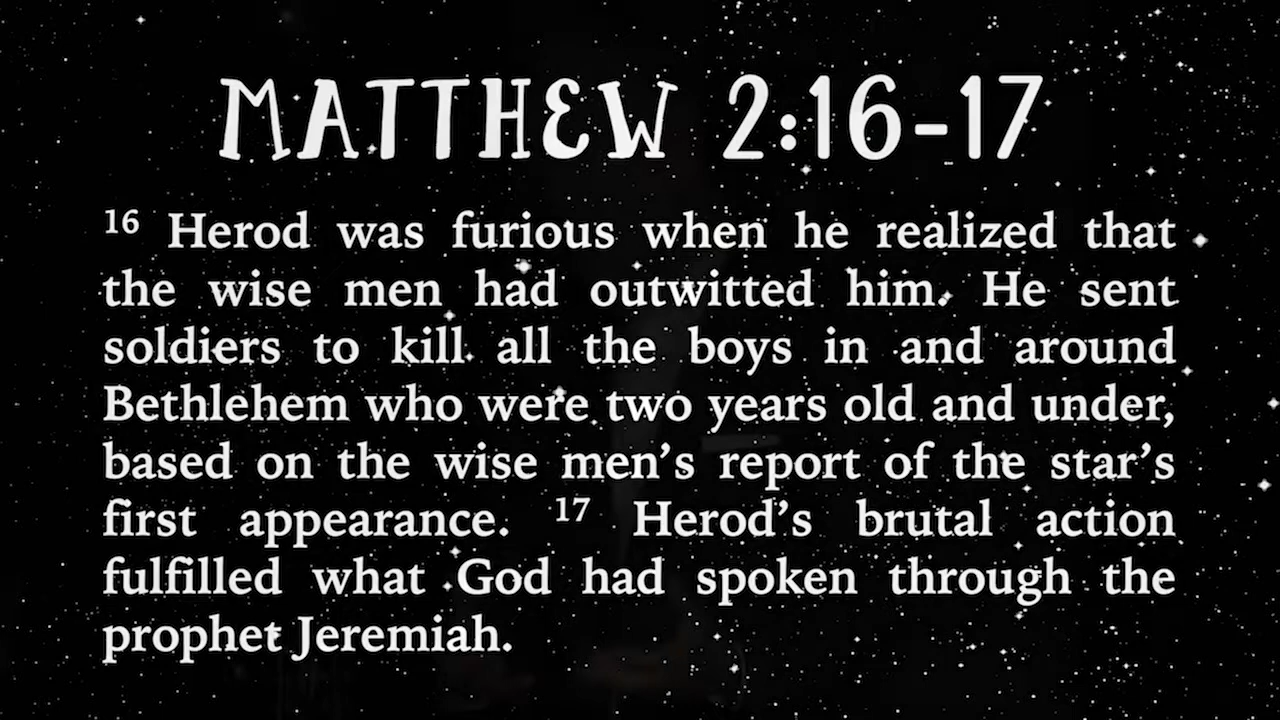 MATTHEW 2:16-17
16 Herod was furious when he realized that
the wise men had outwitted him. He sent
soldiers to kill all the boys in and around
Bethlehem who were two years old and under,
based on the wise men’s report of the star’s
first appearance. 17 Herod’s brutal action
fulfilled what God had spoken through the
prophet Jeremiah.